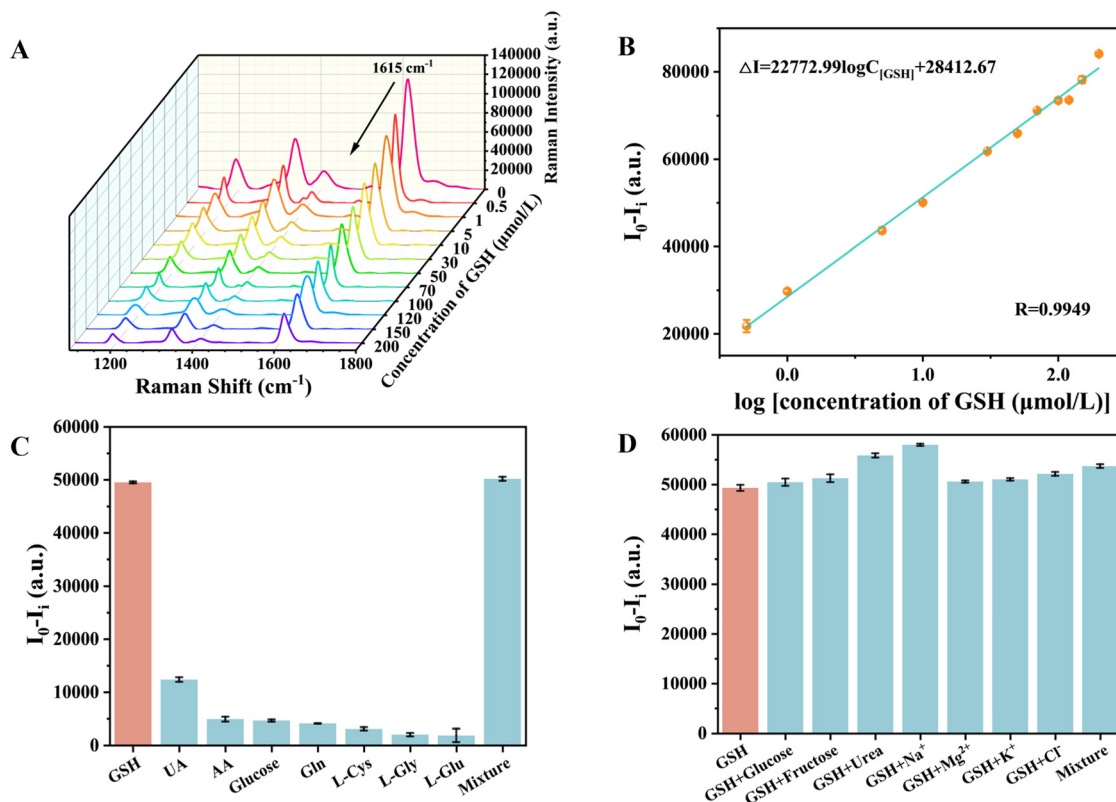 A
1615 cm⁻¹
140000
120000
100000
80000
60000
40000
20000
0
Raman Intensity (a.u.)
0
0.5
1
5
10
30
50
70
100
120
150
200
Concentration of GSH (μmol/L)
1200
1400
1600
1800
Raman Shift (cm⁻¹)
B
△I=22772.99logC[GSH]+28412.67
R=0.9949
80000
60000
40000
20000
I₀-Iᵢ (a.u.)
0.0
1.0
2.0
log [concentration of GSH (μmol/L)]
C
60000
50000
40000
30000
20000
10000
0
I₀-Iᵢ (a.u.)
GSH
UA
AA
Glucose
Gln
L-Cys
L-Gly
L-Glu
Mixture
D
60000
50000
40000
30000
20000
10000
0
I₀-Iᵢ (a.u.)
GSH
GSH+Glucose
GSH+Fructose
GSH+Urea
GSH+Na⁺
GSH+Mg²⁺
GSH+K⁺
GSH+Cl⁻
Mixture